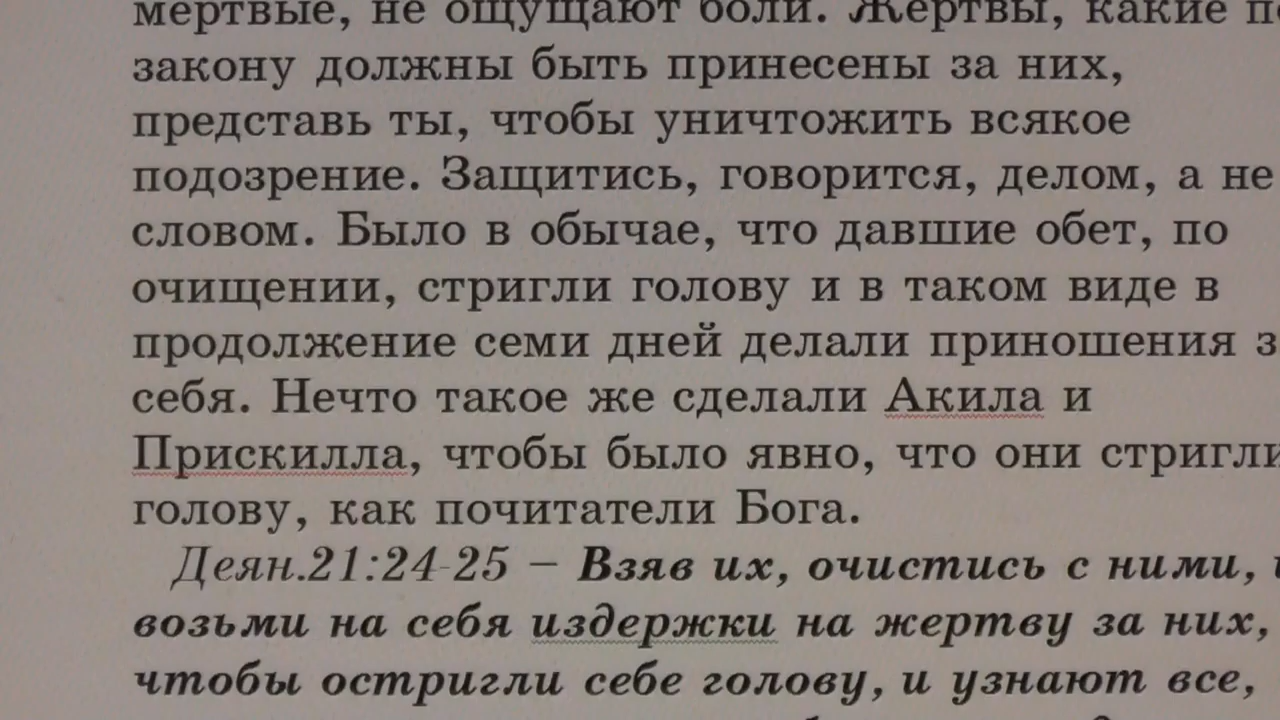 мертвые, не ощущают боли. Жертвы, какие
закону должны быть принесены за них,
представь ты, чтобы уничтожить всякое
подозрение. Защитись, говорится, делом, а не
словом. Было в обычае, что давшие обет, по
очищении, стригли голову и в таком виде в
продолжение семи дней делали приношения
себя. Нечто такое же сделали Акила и
Прискилла, чтобы было явно, что они стригли
голову, как почитатели Бога.
Деян.21:24-25 – Взяв их, очистись с ними,
возьми на себя издержки на жертву за них,
чтобы остригли себе голову, и узнают все,